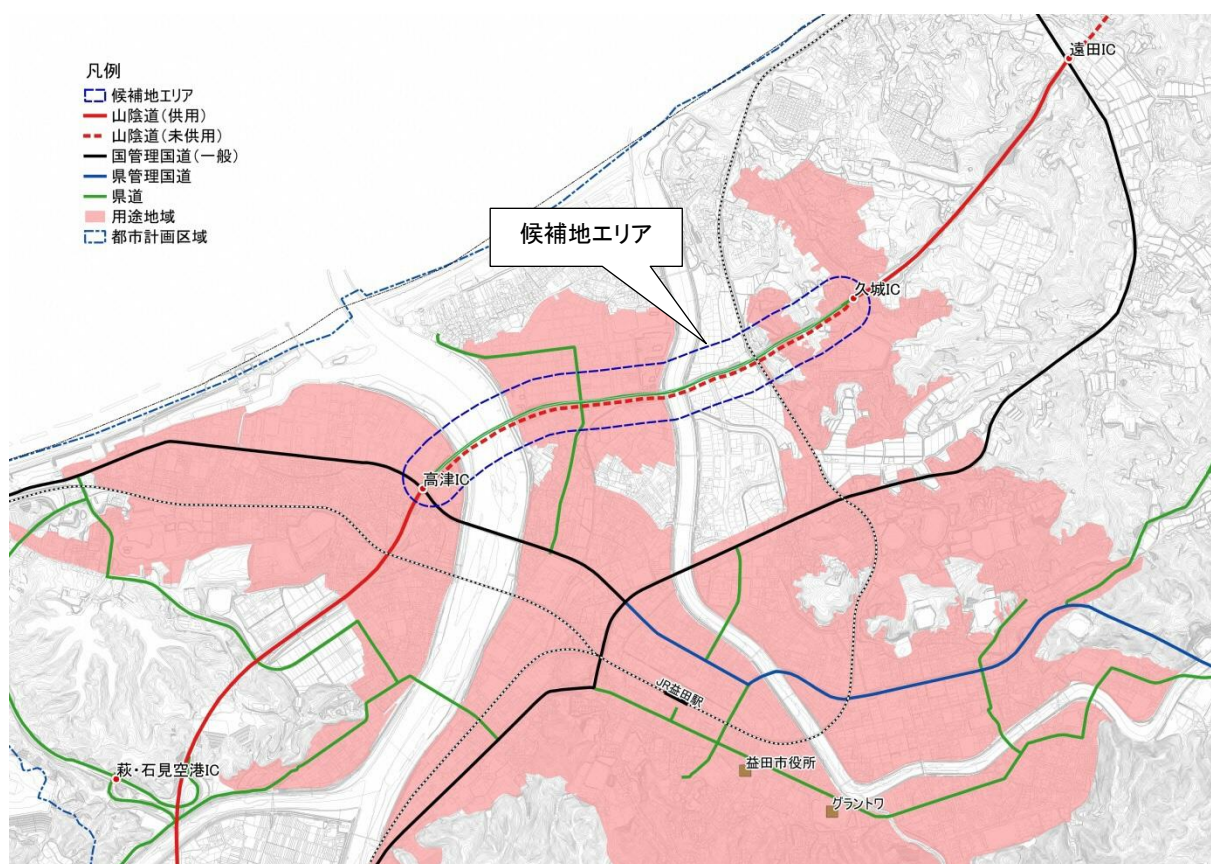 凡例
候補地エリア
山陰道(供用)
山陰道(未供用)
国管理国道(一般)
県管理国道
県道
用途地域
都市計画区域
遠田IC
候補地エリア
久城IC
高津IC
JR益田駅
萩・石見空港IC
益田市役所
グラントワ